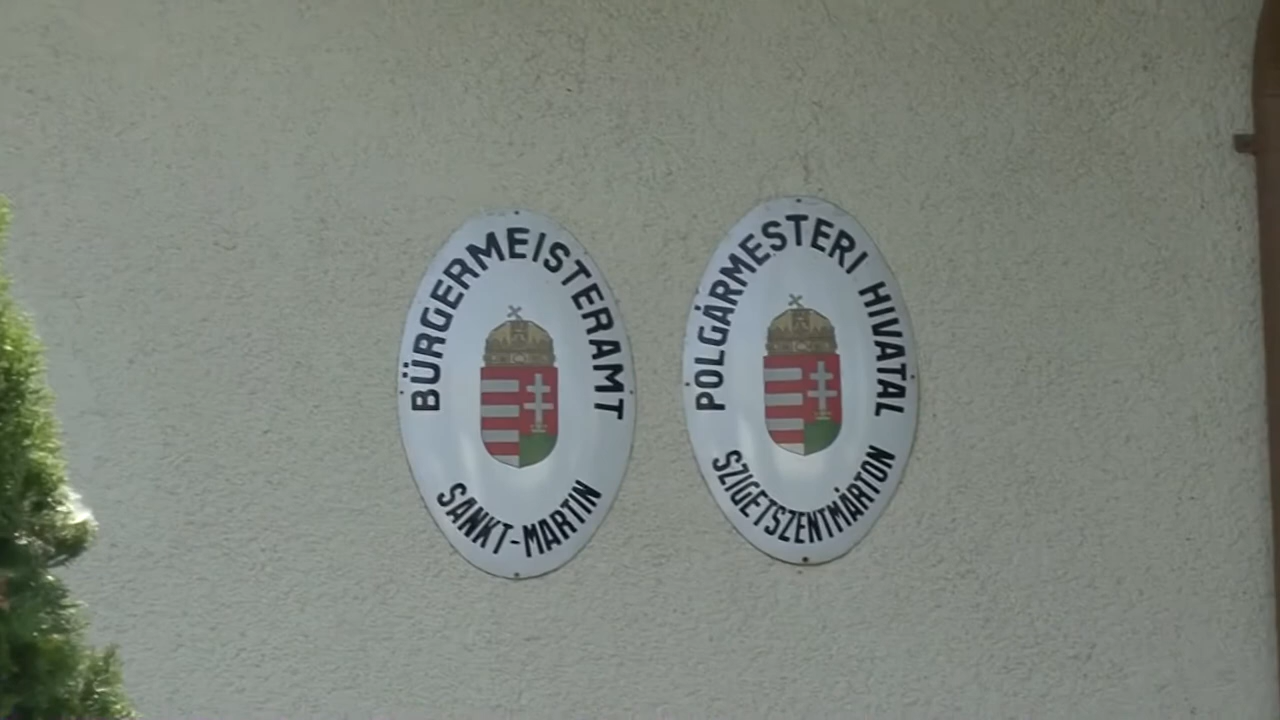 BÜRGERMEISTERAMT
SANKT-MARTIN
POLGÁRMESTERI HIVATAL
SZIGETSZENTMÁRTON